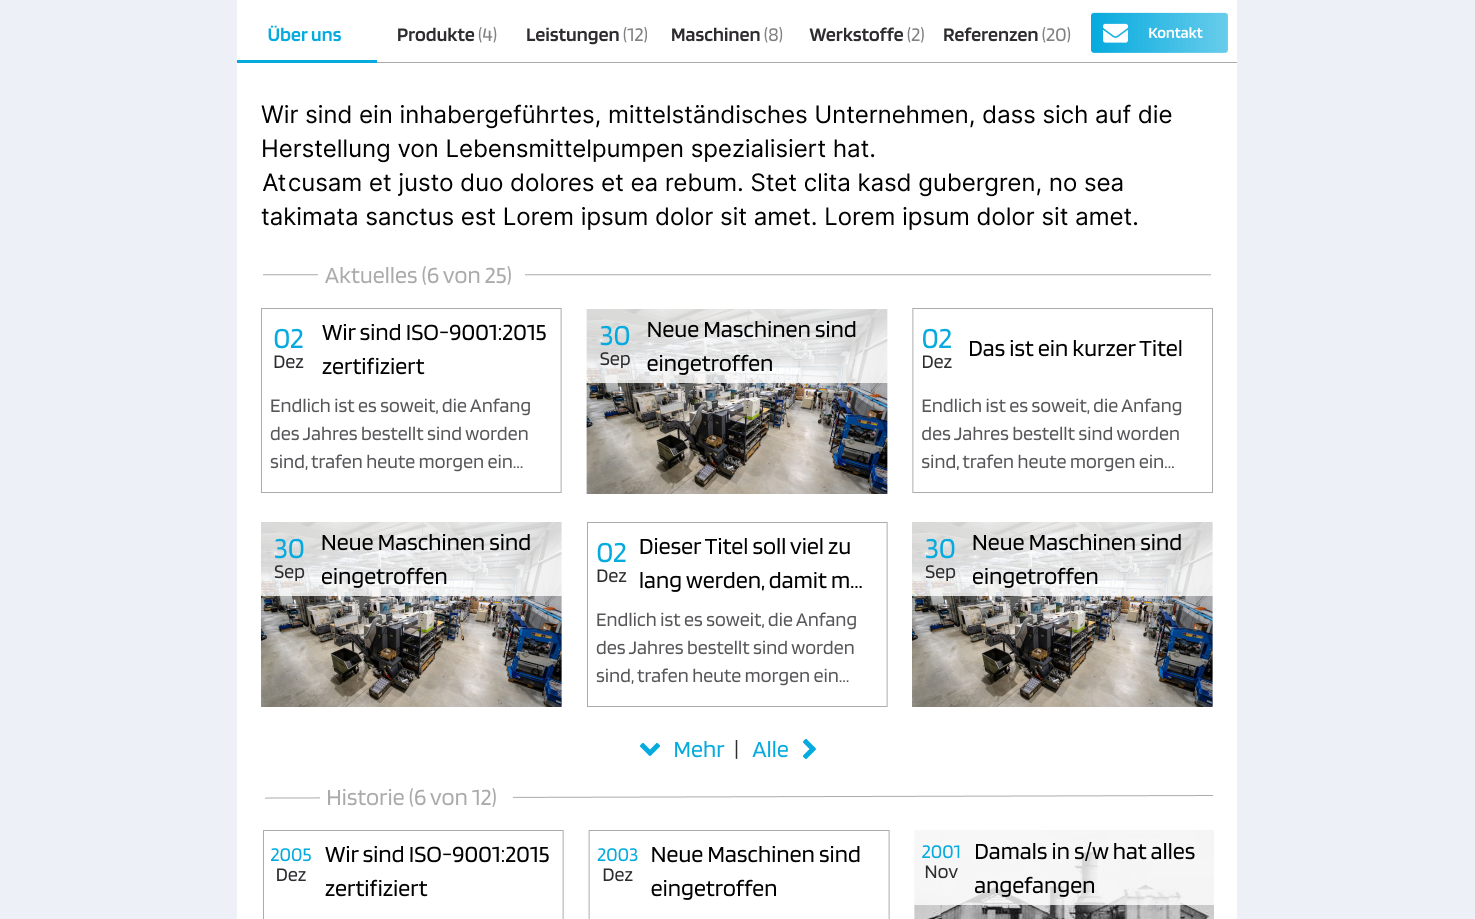 Über uns Produkte (4) Leistungen (12) Maschinen (8) Werkstoffe (2) Referenzen (20) Kontakt
Wir sind ein inhabergeführtes, mittelständisches Unternehmen, dass sich auf die
Herstellung von Lebensmittelpumpen spezialisiert hat.
Atcusam et justo duo dolores et ea rebum. Stet clita kasd gubergren, no sea
takimata sanctus est Lorem ipsum dolor sit amet. Lorem ipsum dolor sit amet.
Aktuelles (6 von 25)
02
Dez
Wir sind ISO-9001:2015
zertifiziert
Endlich ist es soweit, die Anfang
des Jahres bestellt sind worden
sind, trafen heute morgen ein...
30
Sep
Neue Maschinen sind
eingetroffen
02
Dez
Das ist ein kurzer Titel
Endlich ist es soweit, die Anfang
des Jahres bestellt sind worden
sind, trafen heute morgen ein...
30
Sep
Neue Maschinen sind
eingetroffen
02
Dez
Dieser Titel soll viel zu
lang werden, damit m...
Endlich ist es soweit, die Anfang
des Jahres bestellt sind worden
sind, trafen heute morgen ein...
30
Sep
Neue Maschinen sind
eingetroffen
Mehr | Alle
Historie (6 von 12)
2005
Dez
Wir sind ISO-9001:2015
zertifiziert
2003
Dez
Neue Maschinen sind
eingetroffen
2001
Nov
Damals in s/w hat alles
angefangen